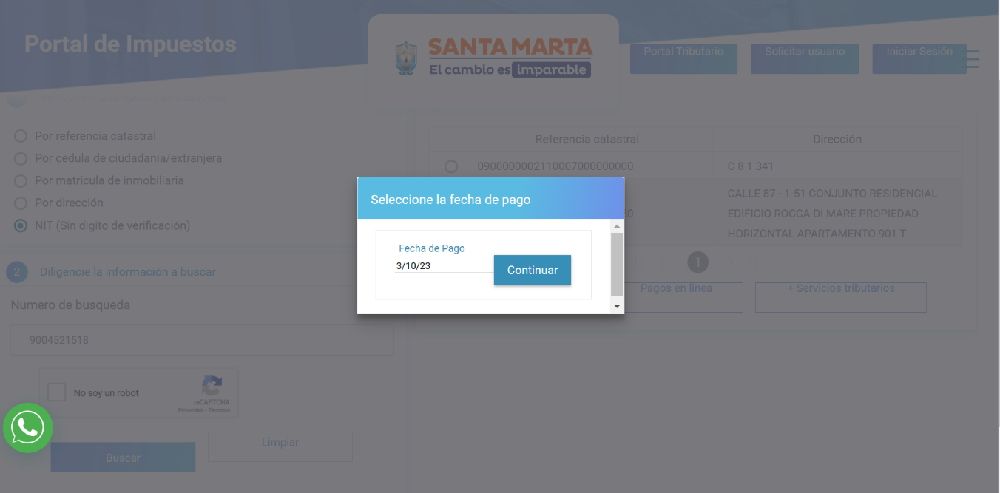 Portal de Impuestos
SANTA MARTA
El cambio es imparable
Portal Tributario
Solicitar usuario
Iniciar Sesión
Por referencia catastral
Por cedula de ciudadania/extranjera
Por matricula de inmobiliaria
Por dirección
NIT (Sin digito de verificación)
2 Diligencie la información a buscar
Numero de busqueda
9004521518
No soy un robot
reCAPTCHA
Privacidad - Términos
Buscar
Limpiar
Referencia catastral
Dirección
0900000002110007000000000
C 8 1 341
50
CALLE 87 - 1-51 CONJUNTO RESIDENCIAL
EDIFICIO ROCCA DI MARE PROPIEDAD
HORIZONTAL APARTAMENTO 901 T
1
Pagos en linea
+ Servicios tributarios
Seleccione la fecha de pago
Fecha de Pago
3/10/23
Continuar